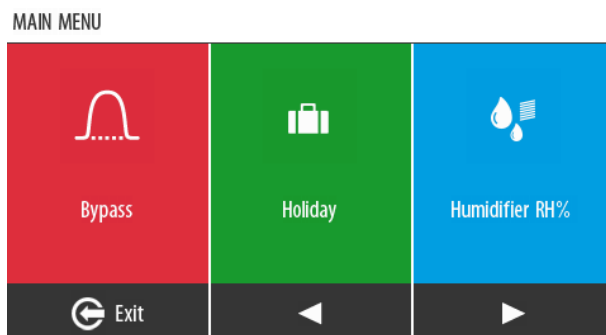 MAIN MENU
Bypass
Holiday
Humidifier RH%
Exit